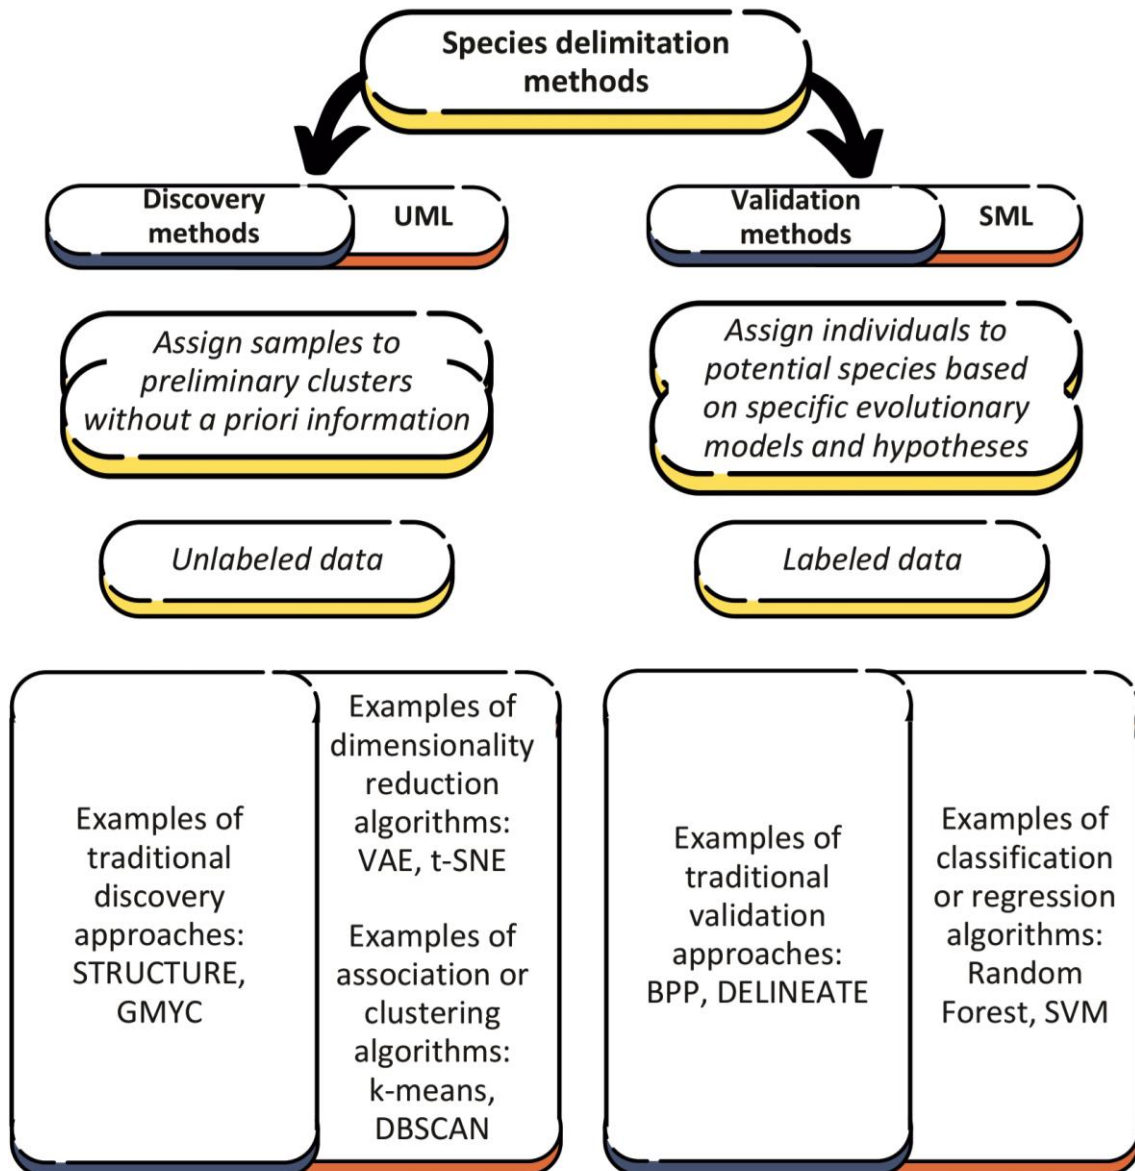 Species delimitation
methods
Discovery
methods
UML
Validation
methods
SML
Assign samples to
preliminary clusters
without a priori information
Assign individuals to
potential species based
on specific evolutionary
models and hypotheses
Unlabeled data
Labeled data
Examples of
traditional
discovery
approaches:
STRUCTURE,
GMYC
Examples of
dimensionality
reduction
algorithms:
VAE, t-SNE
Examples of
association or
clustering
algorithms:
k-means,
DBSCAN
Examples of
traditional
validation
approaches:
BPP, DELINEATE
Examples of
classification
or regression
algorithms:
Random
Forest, SVM